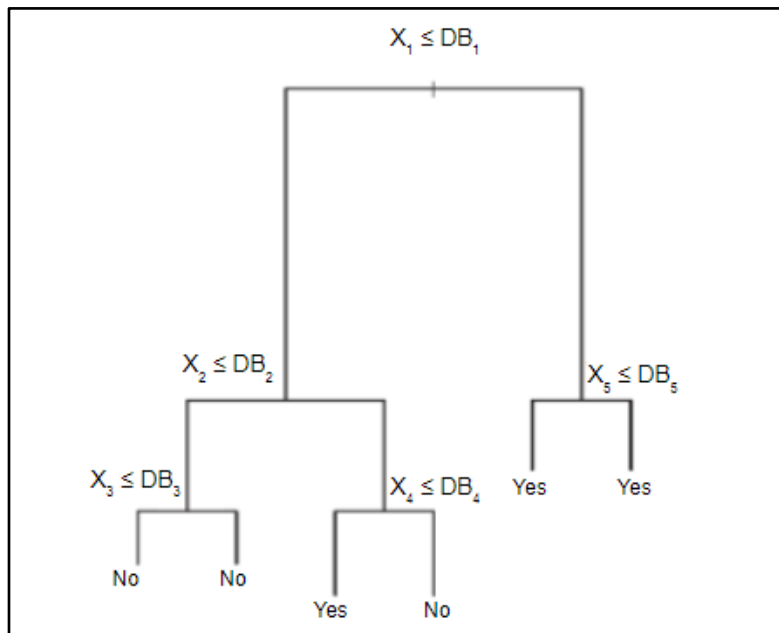 X₁ ≤ DB₁
X₂ ≤ DB₂
X₅ ≤ DB₅
X₃ ≤ DB₃
X₄ ≤ DB₄
Yes
Yes
No
No
Yes
No